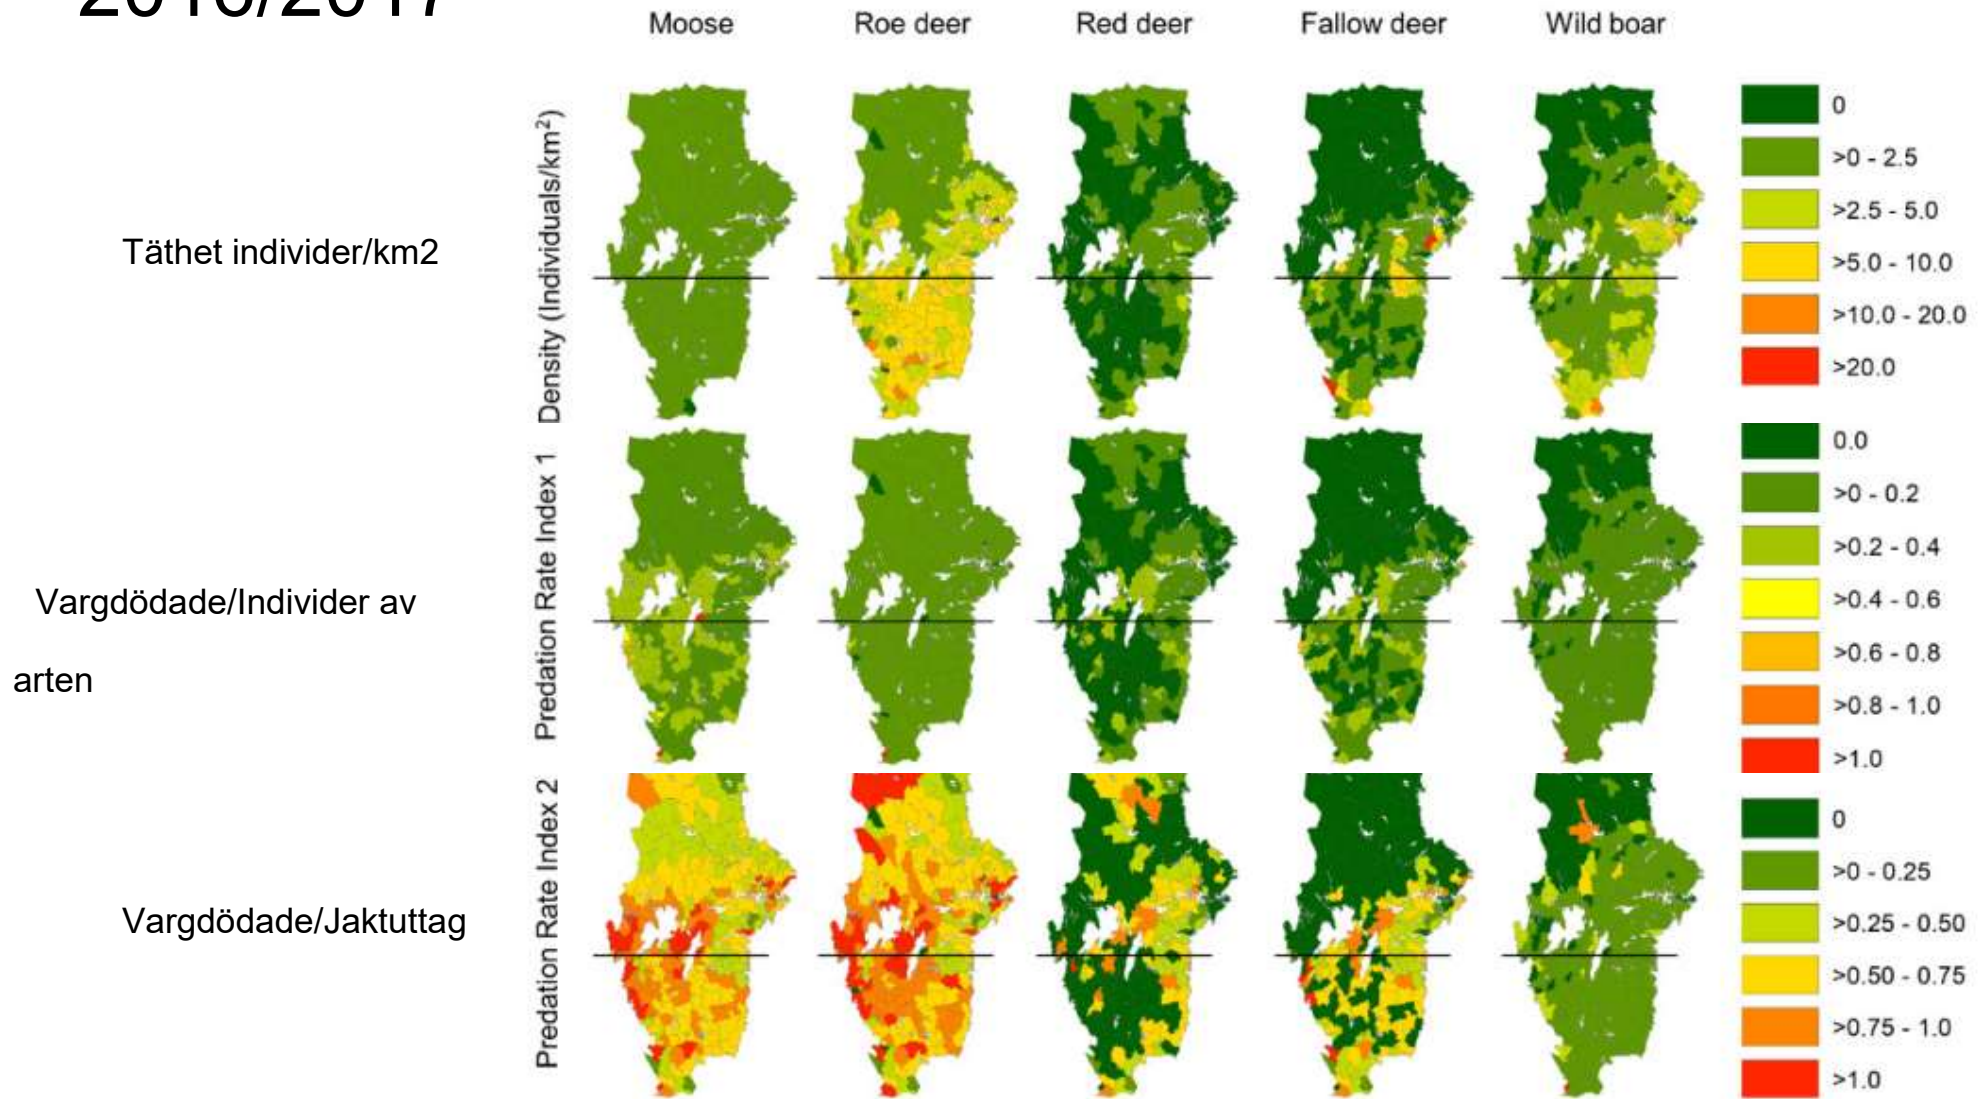 2016/2017
Moose Roe deer Red deer Fallow deer Wild boar
Täthet individer/km2
Density (Individuals/km²)
0
>0 - 2.5
>2.5 - 5.0
>5.0 - 10.0
>10.0 - 20.0
>20.0
Vargdödade/Individer av
arten
Predation Rate Index 1
0.0
>0 - 0.2
>0.2 - 0.4
>0.4 - 0.6
>0.6 - 0.8
>0.8 - 1.0
>1.0
Vargdödade/Jaktuttag
Predation Rate Index 2
0
>0 - 0.25
>0.25 - 0.50
>0.50 - 0.75
>0.75 - 1.0
>1.0